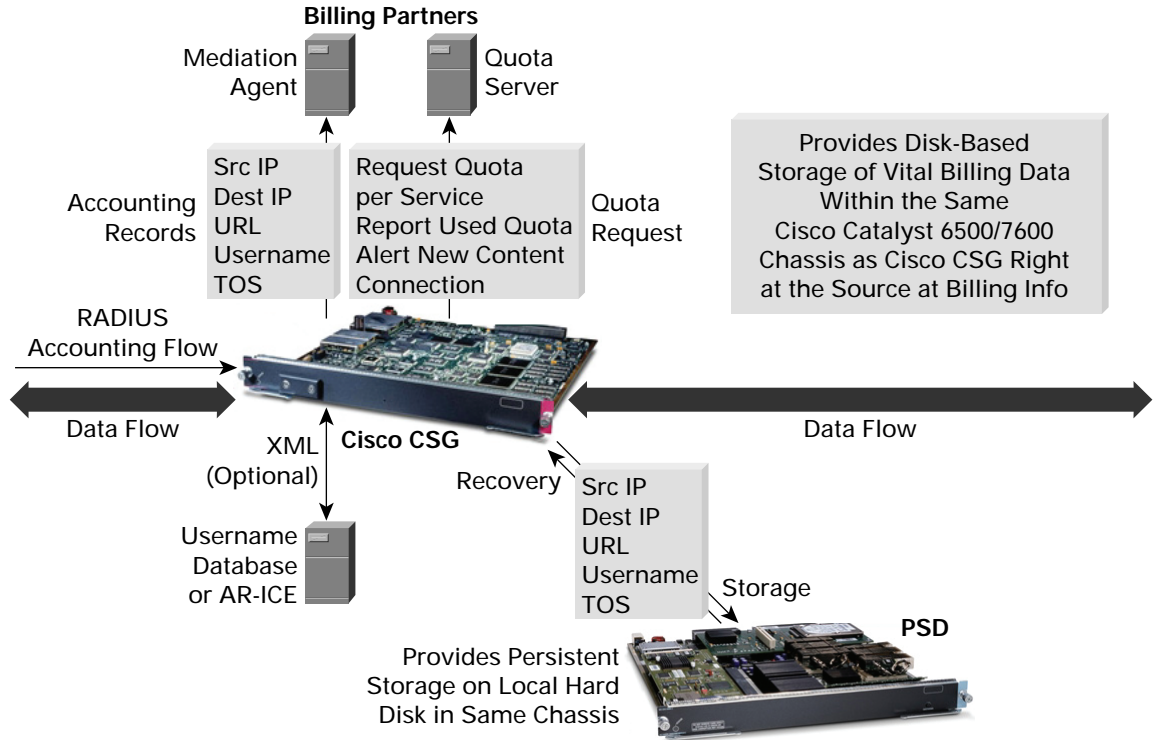 Billing Partners
Mediation
Agent
Quota
Server
Accounting
Records
Src IP
Dest IP
URL
Username
TOS
Request Quota
per Service
Report Used Quota
Alert New Content
Connection
Quota
Request
Provides Disk-Based
Storage of Vital Billing Data
Within the Same
Cisco Catalyst 6500/7600
Chassis as Cisco CSG Right
at the Source at Billing Info
RADIUS
Accounting Flow
Data Flow
Cisco CSG
Data Flow
XML
(Optional)
Username
Database
or AR-ICE
Recovery
Src IP
Dest IP
URL
Username
TOS
Storage
PSD
Provides Persistent
Storage on Local Hard
Disk in Same Chassis